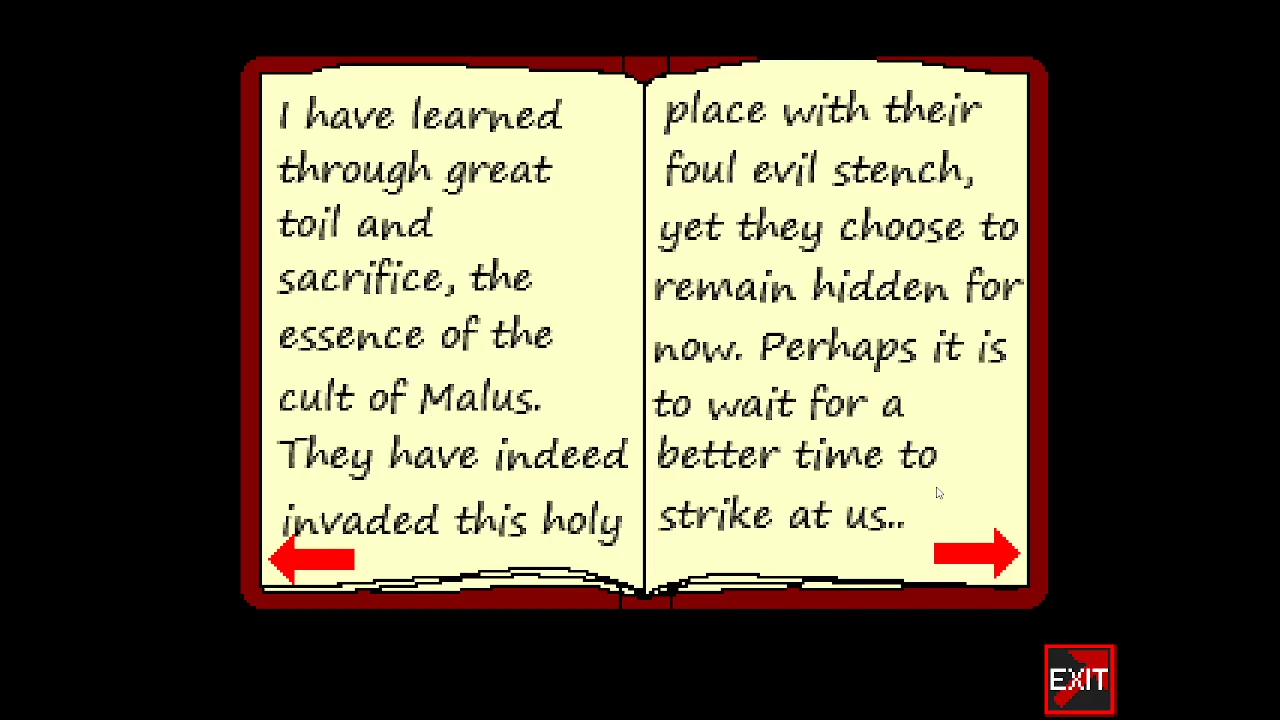 I have learned
through great
toil and
sacrifice, the
essence of the
cult of Malus.
They have indeed
invaded this holy
place with their
foul evil stench,
yet they choose to
remain hidden for
now. Perhaps it is
to wait for a
better time to
strike at us..
EXIT